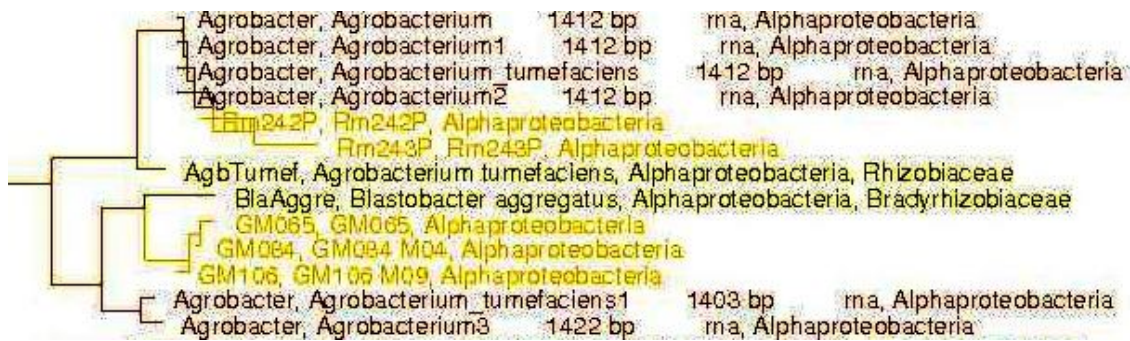 Agrobacter, Agrobacterium 1412 bp rna, Alphaproteobacteria
Agrobacter, Agrobacterium1 1412 bp rna, Alphaproteobacteria
Agrobacter, Agrobacterium_tumefaciens 1412 bp rna, Alphaproteobacteria
Agrobacter, Agrobacterium2 1412 bp rna, Alphaproteobacteria
Rm242P, Rm242P, Alphaproteobacteria
Rm243P, Rm243P, Alphaproteobacteria
AgbTumef, Agrobacterium tumefaciens, Alphaproteobacteria, Rhizobiaceae
BlaAggre, Blastobacter aggregatus, Alphaproteobacteria, Bradyrhizobiaceae
GM065, GM065, Alphaproteobacteria
GM084, GM084 M04, Alphaproteobacteria
GM106, GM106 M09, Alphaproteobacteria
Agrobacter, Agrobacterium_tumefaciens1 1403 bp rna, Alphaproteobacteria
Agrobacter, Agrobacterium3 1422 bp rna, Alphaproteobacteria